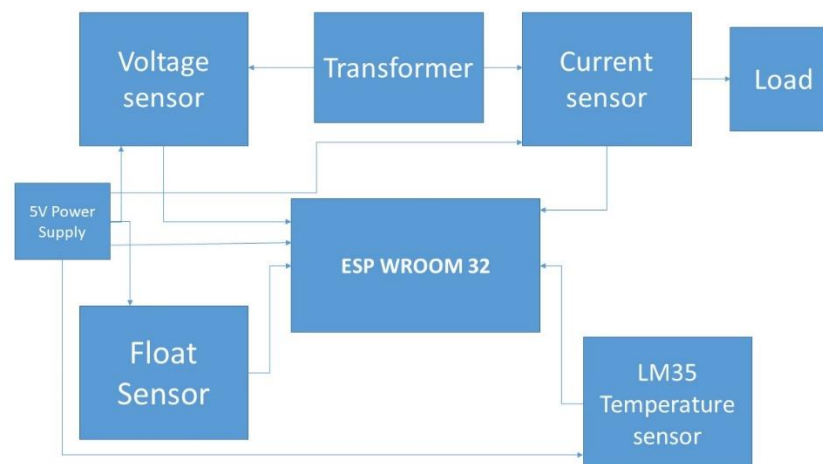 Voltage
sensor
Transformer
Current
sensor
Load
5V Power
Supply
ESP WROOM 32
Float
Sensor
LM35
Temperature
sensor